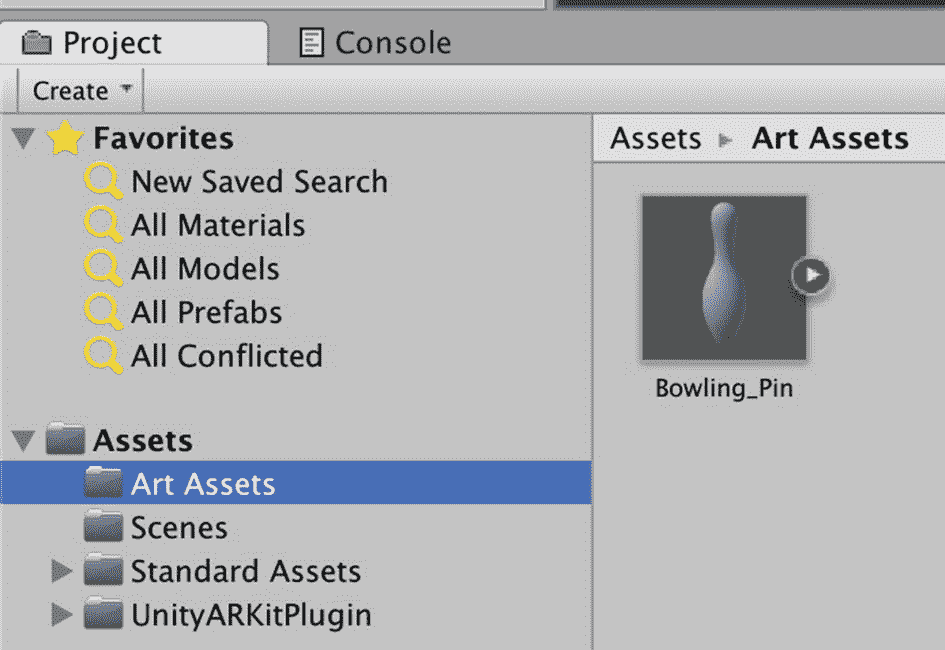 Project
Console
Create
Favorites
New Saved Search
All Materials
All Models
All Prefabs
All Conflicted
Assets
Art Assets
Scenes
Standard Assets
UnityARKitPlugin
Assets Art Assets
Bowling_Pin